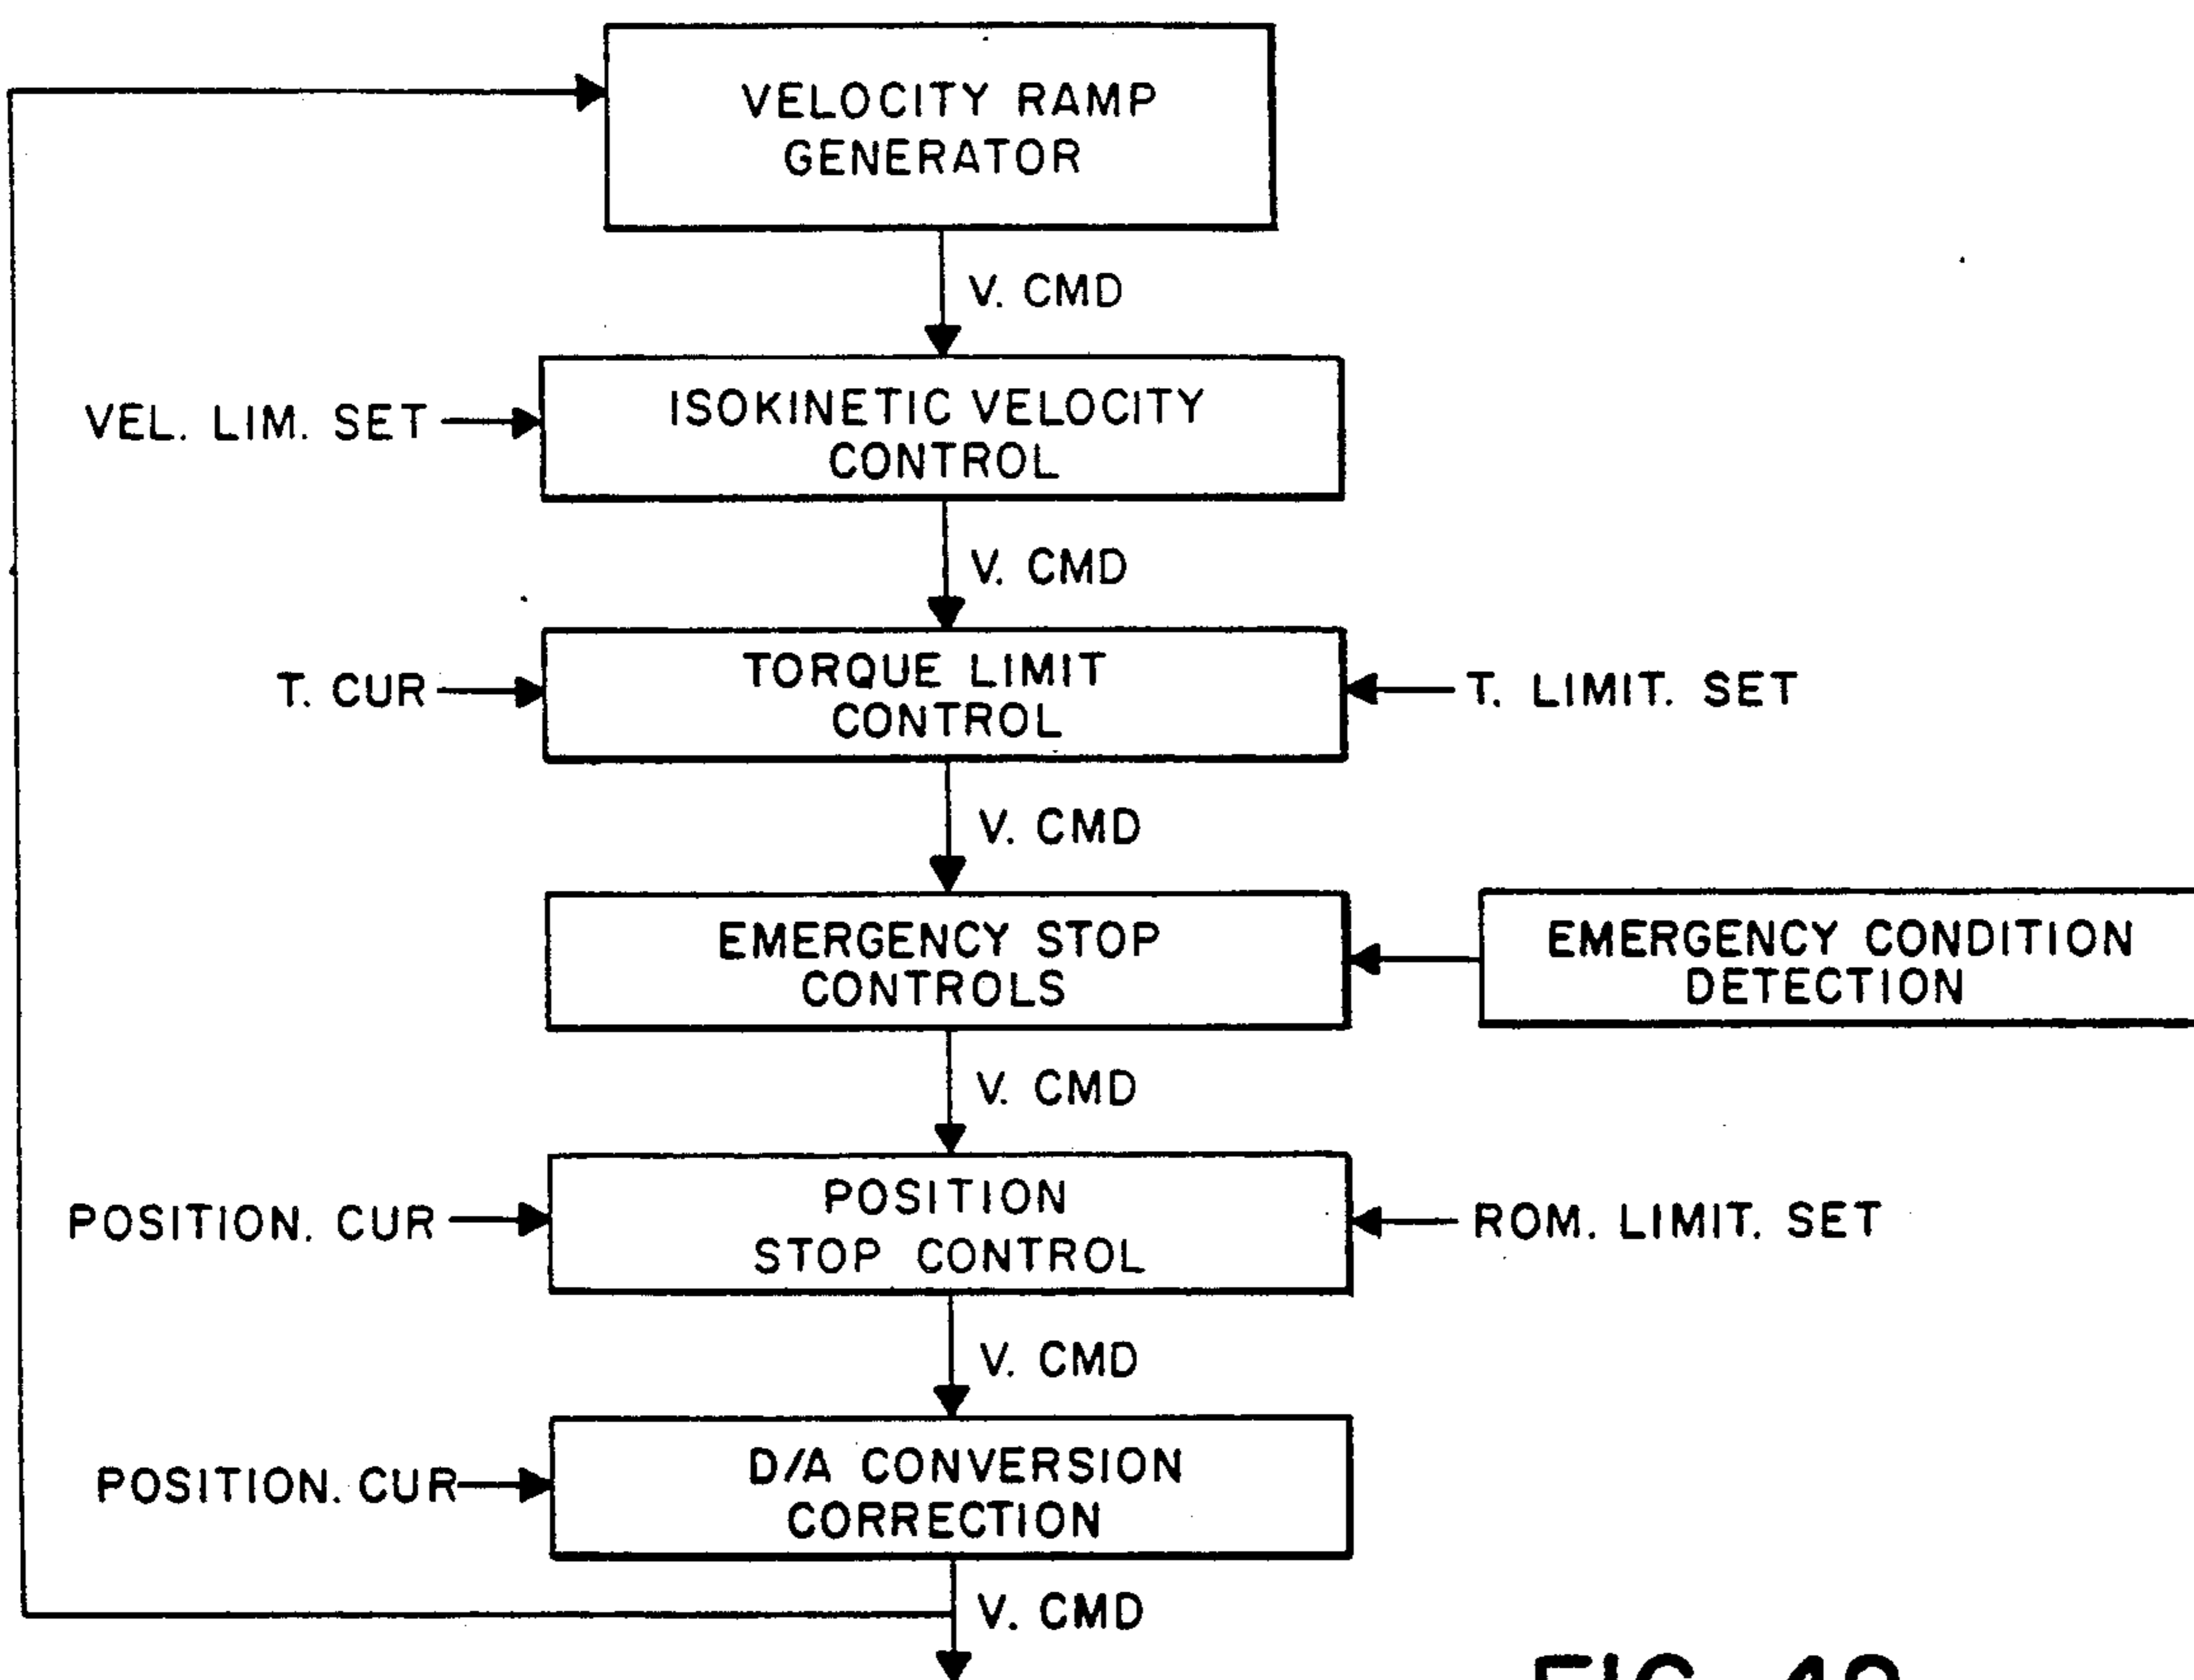 VELOCITY RAMP
GENERATOR
V. CMD
VEL. LIM. SET
ISOKINETIC VELOCITY
CONTROL
V. CMD
T. CUR
TORQUE LIMIT
CONTROL
T. LIMIT. SET
V. CMD
EMERGENCY STOP
CONTROLS
EMERGENCY CONDITION
DETECTION
V. CMD
POSITION. CUR
POSITION
STOP CONTROL
ROM. LIMIT. SET
V. CMD
POSITION. CUR
D/A CONVERSION
CORRECTION
V. CMD
FIG.